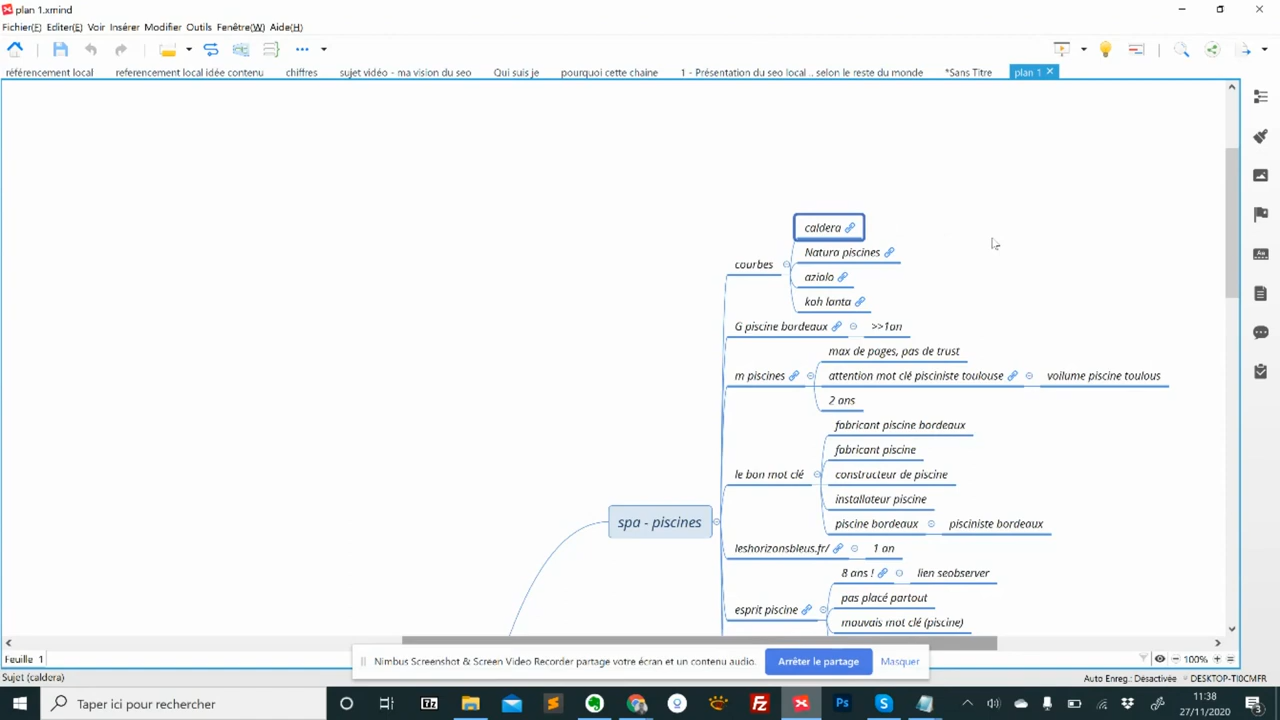 plan 1.xmind
Fichier(F) Editer(E) Voir Insérer Modifier Outils Fenêtre(W) Aide(H)
référencement local referencement local idée contenu chiffres sujet vidéo - ma vision du seo Qui suis je pourquoi cette chaine 1 - Présentation du seo local .. selon le reste du monde *Sans Titre plan 1
caldera
Naturo piscines
courbes
aziolo
koh lanta
G piscine bordeaux >>1an
max de pages, pas de trust
m piscines attention mot clé pisciniste toulouse voilume piscine toulous
2 ans
fabricant piscine bordeaux
fabricant piscine
le bon mot clé constructeur de piscine
installateur piscine
spa - piscines
piscine bordeaux pisciniste bordeaux
leshorizonsbleus.fr/ 1 an
8 ans ! lien seobserver
pas placé partout
esprit piscine
mauvais mot clé (piscine)
Feuille 1
Nimbus Screenshot & Screen Video Recorder partage votre écran et un contenu audio. Arrêter le partage Masquer
100%
Sujet (caldera) Auto Enreg.: Désactivée DESKTOP-TI0CMFR
Taper ici pour rechercher
11:38
27/11/2020